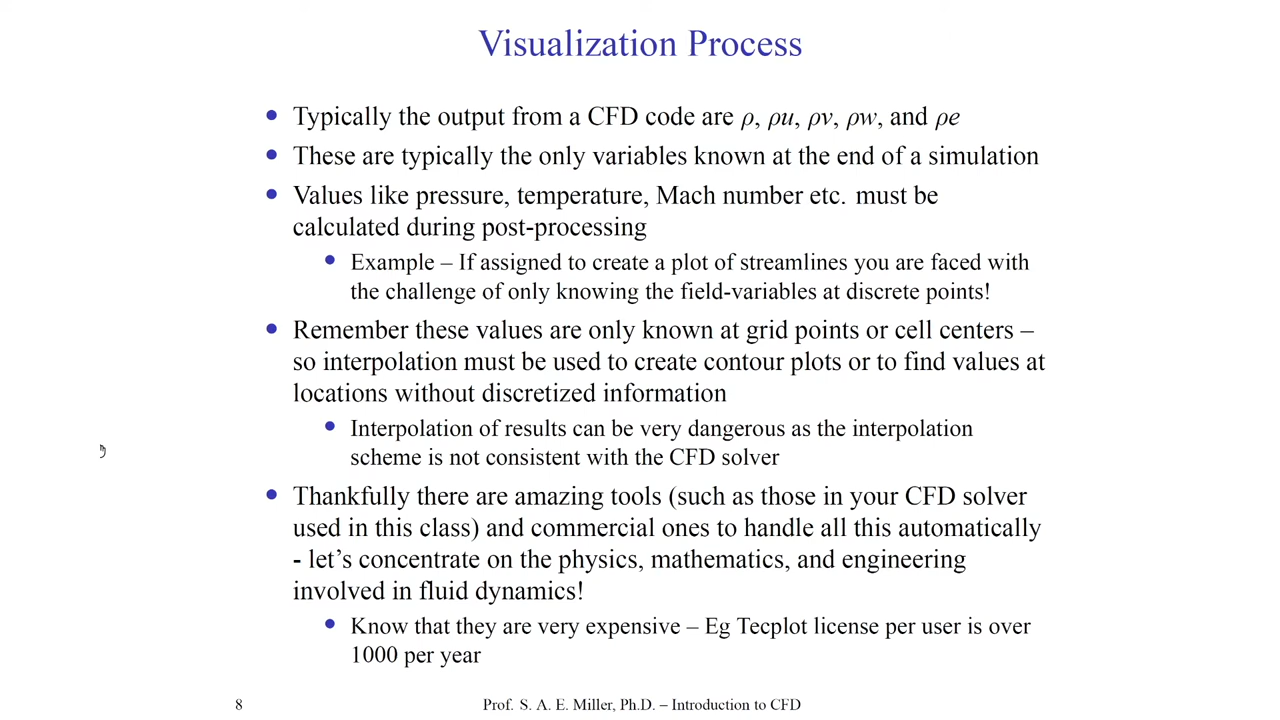 Visualization Process
• Typically the output from a CFD code are ρ, ρu, ρv, ρw, and ρe
• These are typically the only variables known at the end of a simulation
• Values like pressure, temperature, Mach number etc. must be
calculated during post-processing
• Example – If assigned to create a plot of streamlines you are faced with
the challenge of only knowing the field-variables at discrete points!
• Remember these values are only known at grid points or cell centers –
so interpolation must be used to create contour plots or to find values at
locations without discretized information
• Interpolation of results can be very dangerous as the interpolation
scheme is not consistent with the CFD solver
• Thankfully there are amazing tools (such as those in your CFD solver
used in this class) and commercial ones to handle all this automatically
- let’s concentrate on the physics, mathematics, and engineering
involved in fluid dynamics!
• Know that they are very expensive – Eg Tecplot license per user is over
1000 per year
8 Prof. S. A. E. Miller, Ph.D. – Introduction to CFD